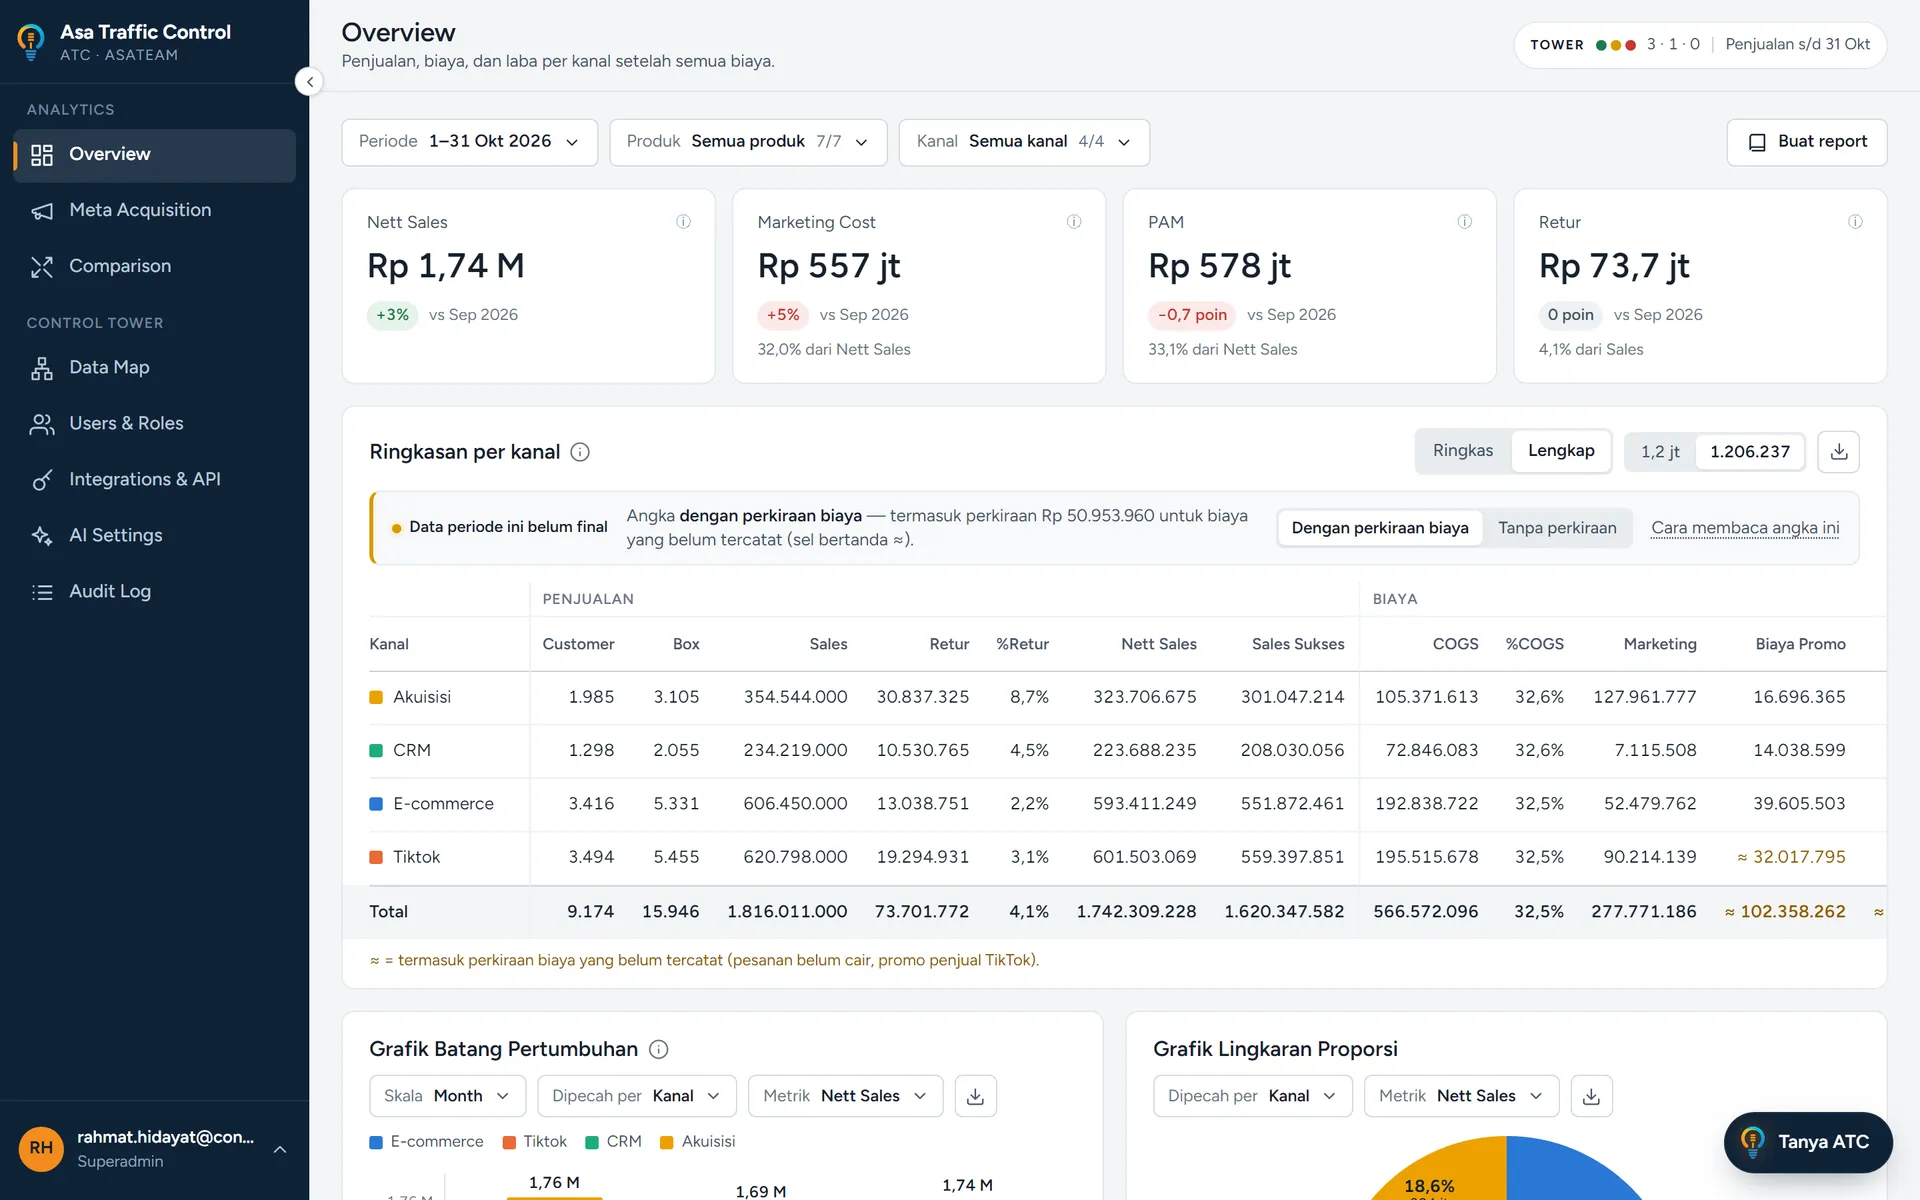 Asa Traffic Control
ATC · ASATEAM
ANALYTICS
Overview
Meta Acquisition
Comparison
CONTROL TOWER
Data Map
Users & Roles
Integrations & API
AI Settings
Audit Log
RH
rahmat.hidayat@con...
Superadmin
Overview
Penjualan, biaya, dan laba per kanal setelah semua biaya.
TOWER 3 · 1 · 0 | Penjualan s/d 31 Okt
Periode 1–31 Okt 2026
Produk Semua produk 7/7
Kanal Semua kanal 4/4
Buat report
Nett Sales
Rp 1,74 M
+3% vs Sep 2026
Marketing Cost
Rp 557 jt
+5% vs Sep 2026
32,0% dari Nett Sales
PAM
Rp 578 jt
-0,7 poin vs Sep 2026
33,1% dari Nett Sales
Retur
Rp 73,7 jt
0 poin vs Sep 2026
4,1% dari Sales
Ringkasan per kanal
Ringkas Lengkap
1,2 jt 1.206.237
Data periode ini belum final
Angka dengan perkiraan biaya — termasuk perkiraan Rp 50.953.960 untuk biaya
yang belum tercatat (sel bertanda ≈).
Dengan perkiraan biaya Tanpa perkiraan
Cara membaca angka ini
PENJUALAN BIAYA
Kanal Customer Box Sales Retur %Retur Nett Sales Sales Sukses COGS %COGS Marketing Biaya Promo
Akuisisi 1.985 3.105 354.544.000 30.837.325 8,7% 323.706.675 301.047.214 105.371.613 32,6% 127.961.777 16.696.365
CRM 1.298 2.055 234.219.000 10.530.765 4,5% 223.688.235 208.030.056 72.846.083 32,6% 7.115.508 14.038.599
E-commerce 3.416 5.331 606.450.000 13.038.751 2,2% 593.411.249 551.872.461 192.838.722 32,5% 52.479.762 39.605.503
Tiktok 3.494 5.455 620.798.000 19.294.931 3,1% 601.503.069 559.397.851 195.515.678 32,5% 90.214.139 ≈ 32.017.795
Total 9.174 15.946 1.816.011.000 73.701.772 4,1% 1.742.309.228 1.620.347.582 566.572.096 32,5% 277.771.186 ≈ 102.358.262 ≈
≈ = termasuk perkiraan biaya yang belum tercatat (pesanan belum cair, promo penjual TikTok).
Grafik Batang Pertumbuhan
Skala Month
Dipecah per Kanal
Metrik Nett Sales
E-commerce Tiktok CRM Akuisisi
1,76 M
1,69 M
1,74 M
Grafik Lingkaran Proporsi
Dipecah per Kanal
Metrik Nett Sales
18,6%
Tanya ATC